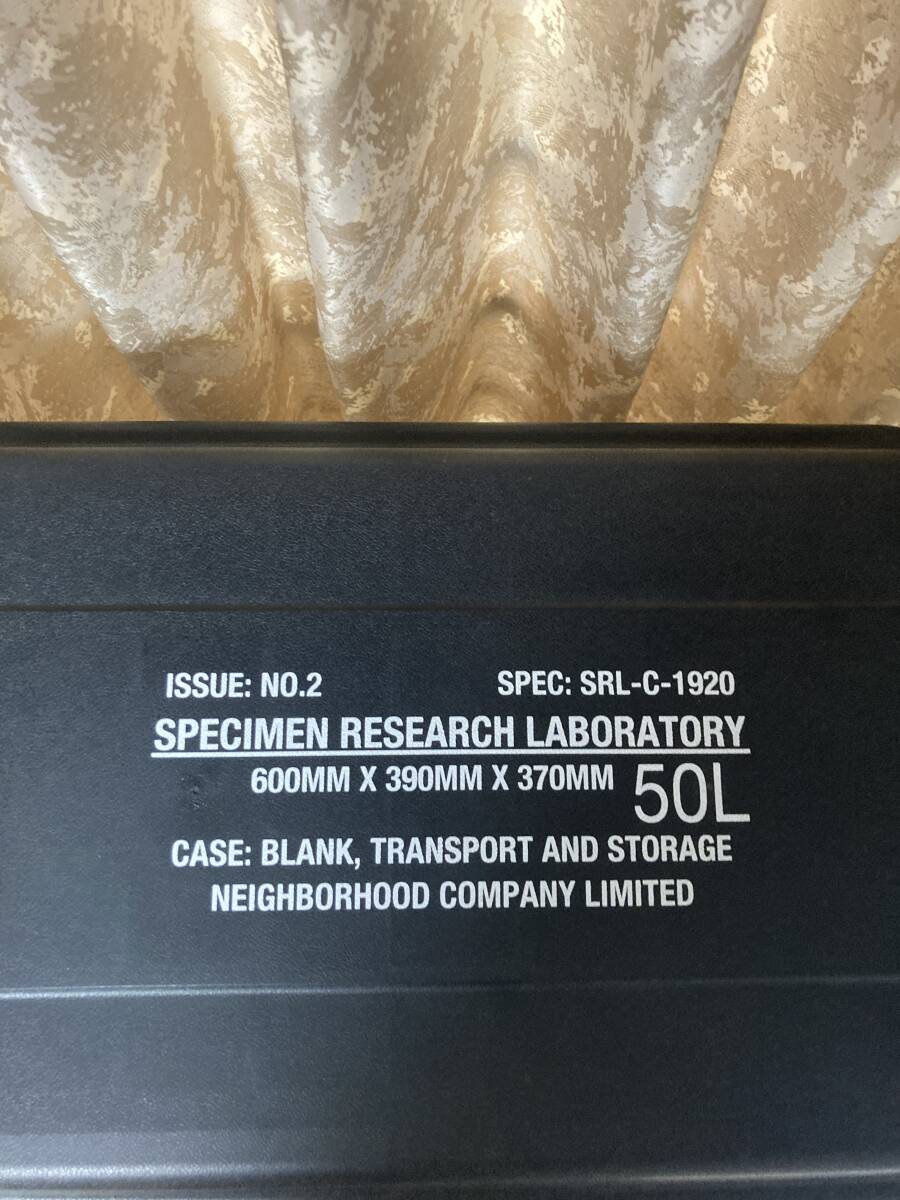 ISSUE: NO.2 SPEC: SRL-C-1920
SPECIMEN RESEARCH LABORATORY
600MM X 390MM X 370MM 50L
CASE: BLANK, TRANSPORT AND STORAGE
NEIGHBORHOOD COMPANY LIMITED